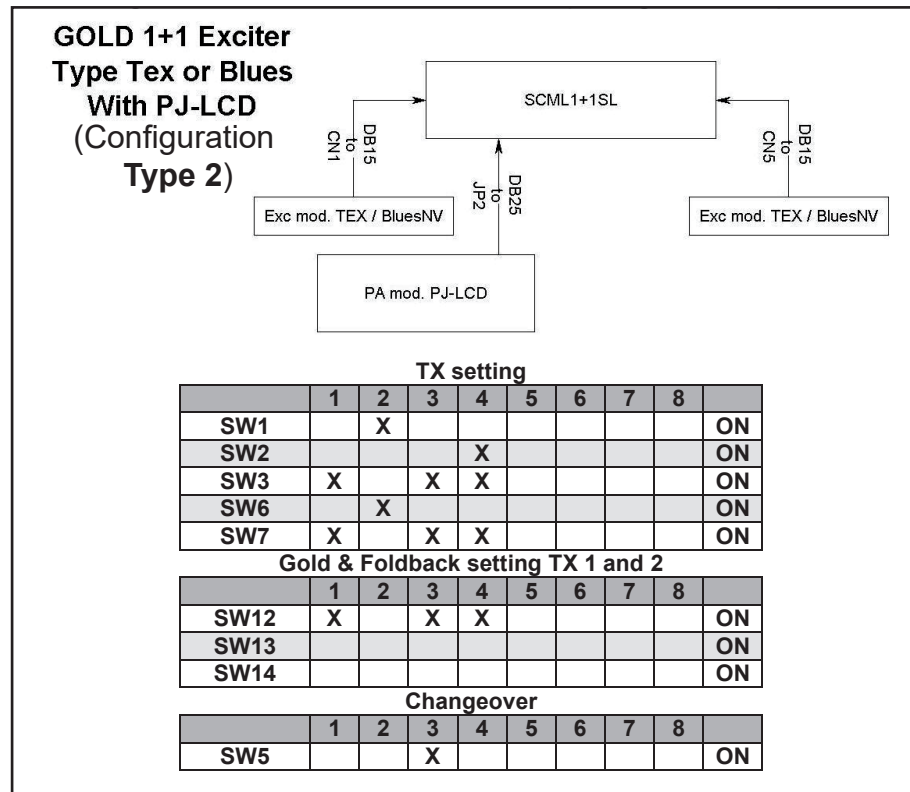 GOLD 1+1 Exciter
Type Tex or Blues
With PJ-LCD
(Configuration
Type 2)
SCML1+1SL
DB15
to
CN1
DB25
to
JP2
DB15
to
CN5
Exc mod. TEX / BluesNV
Exc mod. TEX / BluesNV
PA mod. PJ-LCD
TX setting
1 2 3 4 5 6 7 8
SW1 X ON
SW2 X ON
SW3 X X X ON
SW6 X ON
SW7 X X X ON
Gold & Foldback setting TX 1 and 2
1 2 3 4 5 6 7 8
SW12 X X X ON
SW13 ON
SW14 ON
Changeover
1 2 3 4 5 6 7 8
SW5 X ON